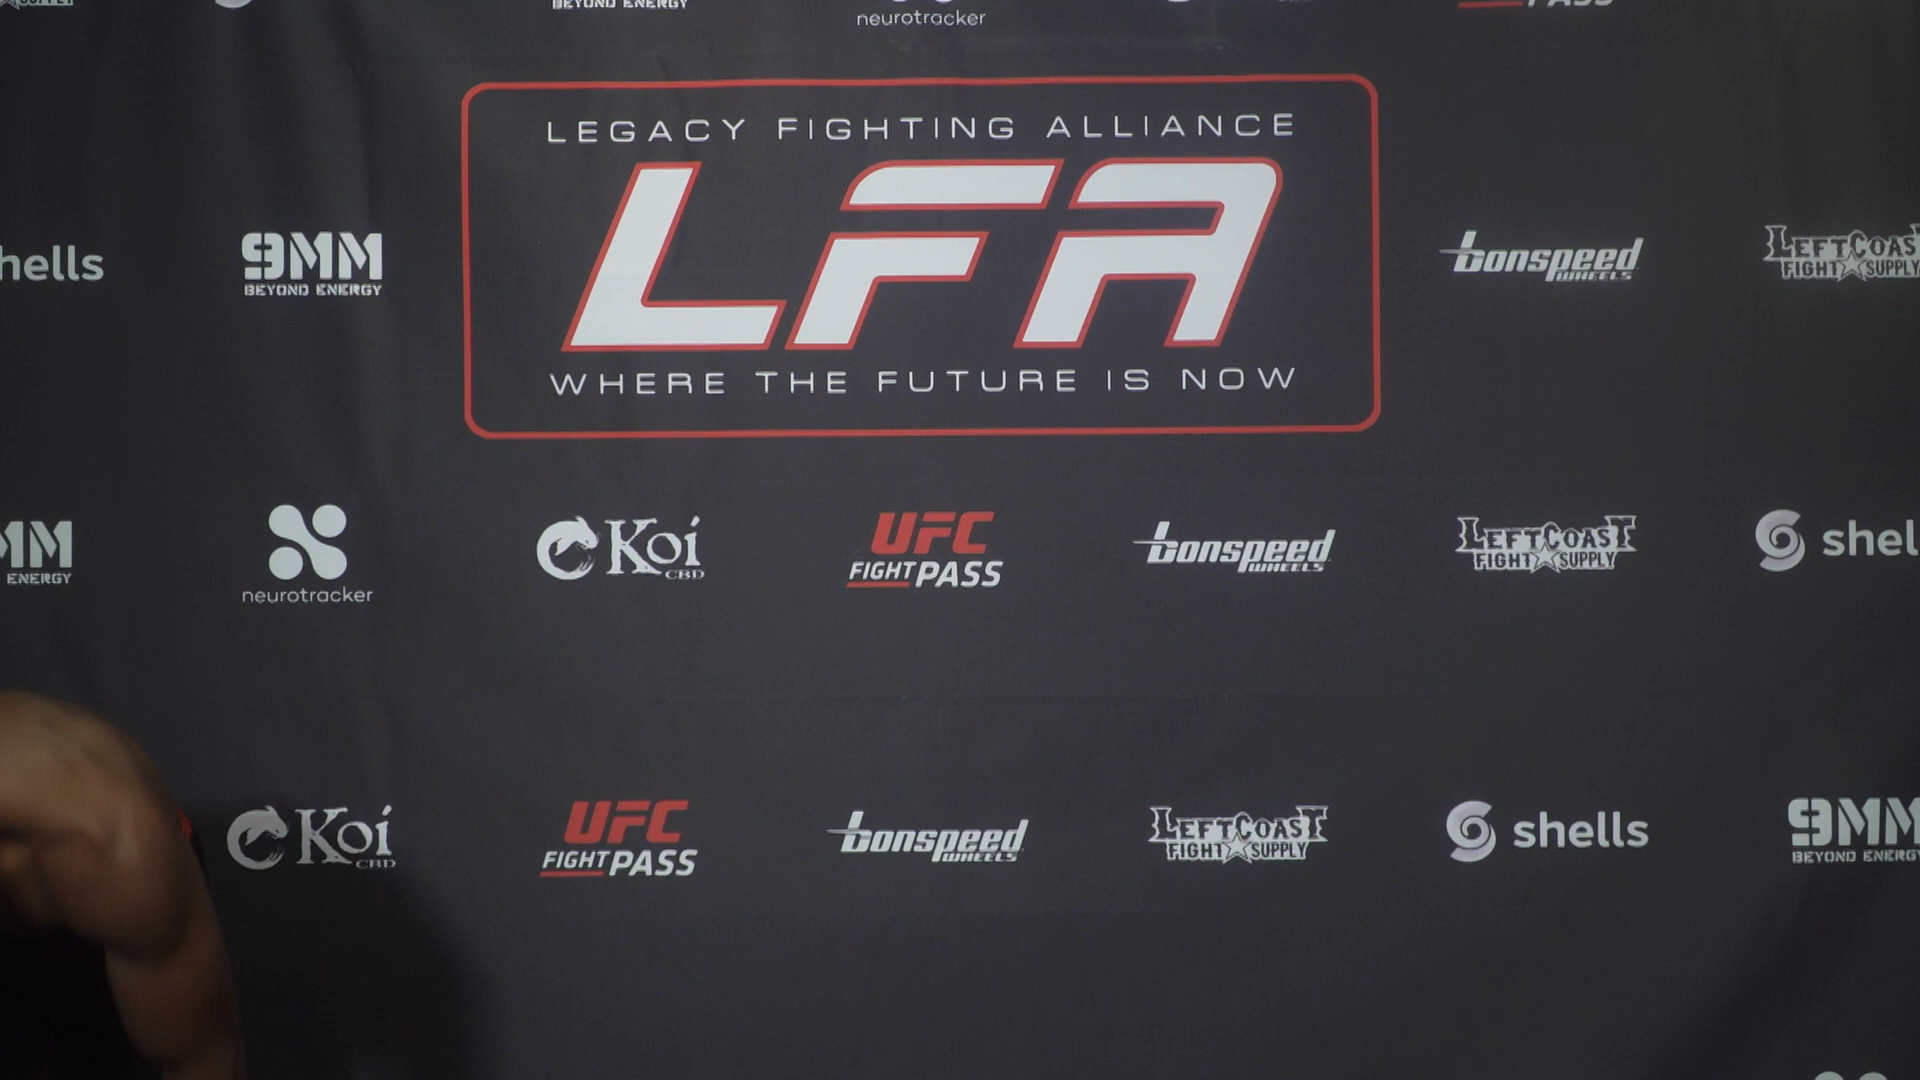 BEYOND ENERGY
neurotracker
PASS
LEGACY FIGHTING ALLIANCE
LFA
WHERE THE FUTURE IS NOW
hells
9MM
BEYOND ENERGY
bonspeed
WHEELS
LEFT COAST
FIGHT SUPPLY
MM
ENERGY
neurotracker
Koi
CBD
UFC
FIGHT PASS
bonspeed
WHEELS
LEFT COAST
FIGHT SUPPLY
shel
Koi
CBD
UFC
FIGHT PASS
bonspeed
WHEELS
LEFT COAST
FIGHT SUPPLY
shells
9MM
BEYOND ENERGY